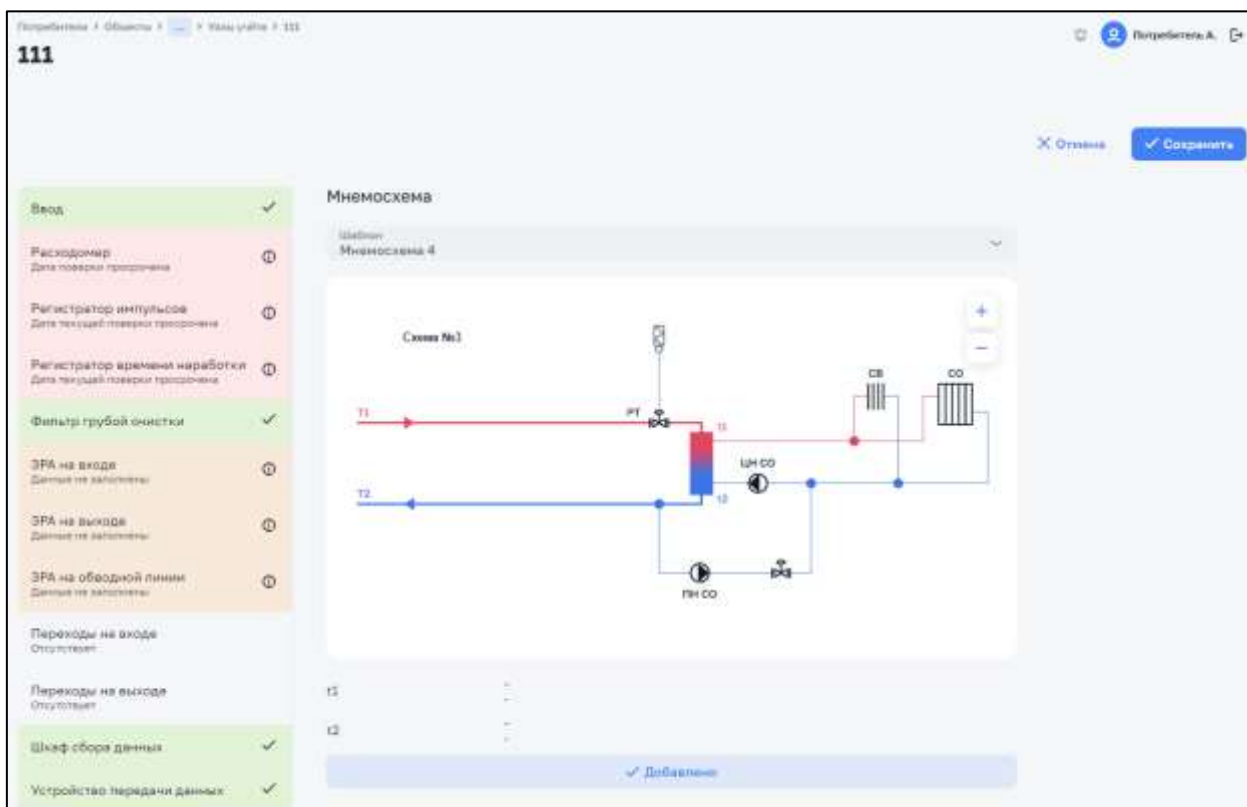 Потребители › Объекты › ... › Узлы учёта › 111
111
Потребитель А.
Отмена
Сохранить
Ввод
Расходомер
Дата поверки просрочена
Регистратор импульсов
Дата текущей поверки просрочена
Регистратор времени наработки
Дата текущей поверки просрочена
Фильтр грубой очистки
ЗРА на входе
Данные не заполнены
ЗРА на выходе
Данные не заполнены
ЗРА на обводной линии
Данные не заполнены
Переходы на входе
Отсутствует
Переходы на выходе
Отсутствует
Шкаф сбора данных
Устройство передачи данных
Мнемосхема
Шаблон
Мнемосхема 4
Схема №1
+
−
СВ
СО
Т1
РТ
t1
ЦН СО
Т2
t2
ПН СО
t1
-
-
t2
-
-
Добавлено